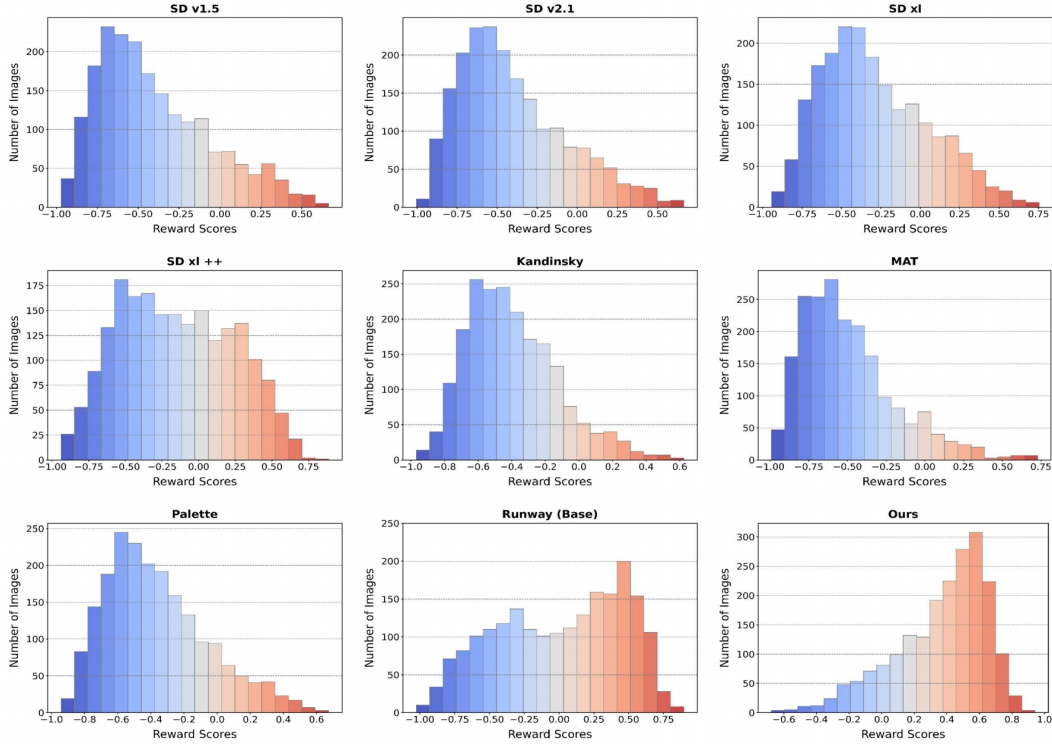 SD v1.5
Number of Images
200
150
100
50
0
−1.00 −0.75 −0.50 −0.25 0.00 0.25 0.50
Reward Scores
SD v2.1
Number of Images
250
200
150
100
50
0
−1.00 −0.75 −0.50 −0.25 0.00 0.25 0.50
Reward Scores
SD xl
Number of Images
200
150
100
50
0
−1.00 −0.75 −0.50 −0.25 0.00 0.25 0.50 0.75
Reward Scores
SD xl ++
Number of Images
175
150
125
100
75
50
25
0
−1.00 −0.75 −0.50 −0.25 0.00 0.25 0.50 0.75
Reward Scores
Kandinsky
Number of Images
250
200
150
100
50
0
−1.0 −0.8 −0.6 −0.4 −0.2 0.0 0.2 0.4 0.6
Reward Scores
MAT
Number of Images
250
200
150
100
50
0
−1.00 −0.75 −0.50 −0.25 0.00 0.25 0.50 0.75
Reward Scores
Palette
Number of Images
250
200
150
100
50
0
−1.0 −0.8 −0.6 −0.4 −0.2 0.0 0.2 0.4 0.6
Reward Scores
Runway (Base)
Number of Images
250
200
150
100
50
0
−1.00 −0.75 −0.50 −0.25 0.00 0.25 0.50 0.75
Reward Scores
Ours
Number of Images
300
250
200
150
100
50
0
−0.6 −0.4 −0.2 0.0 0.2 0.4 0.6 0.8 1.0
Reward Scores